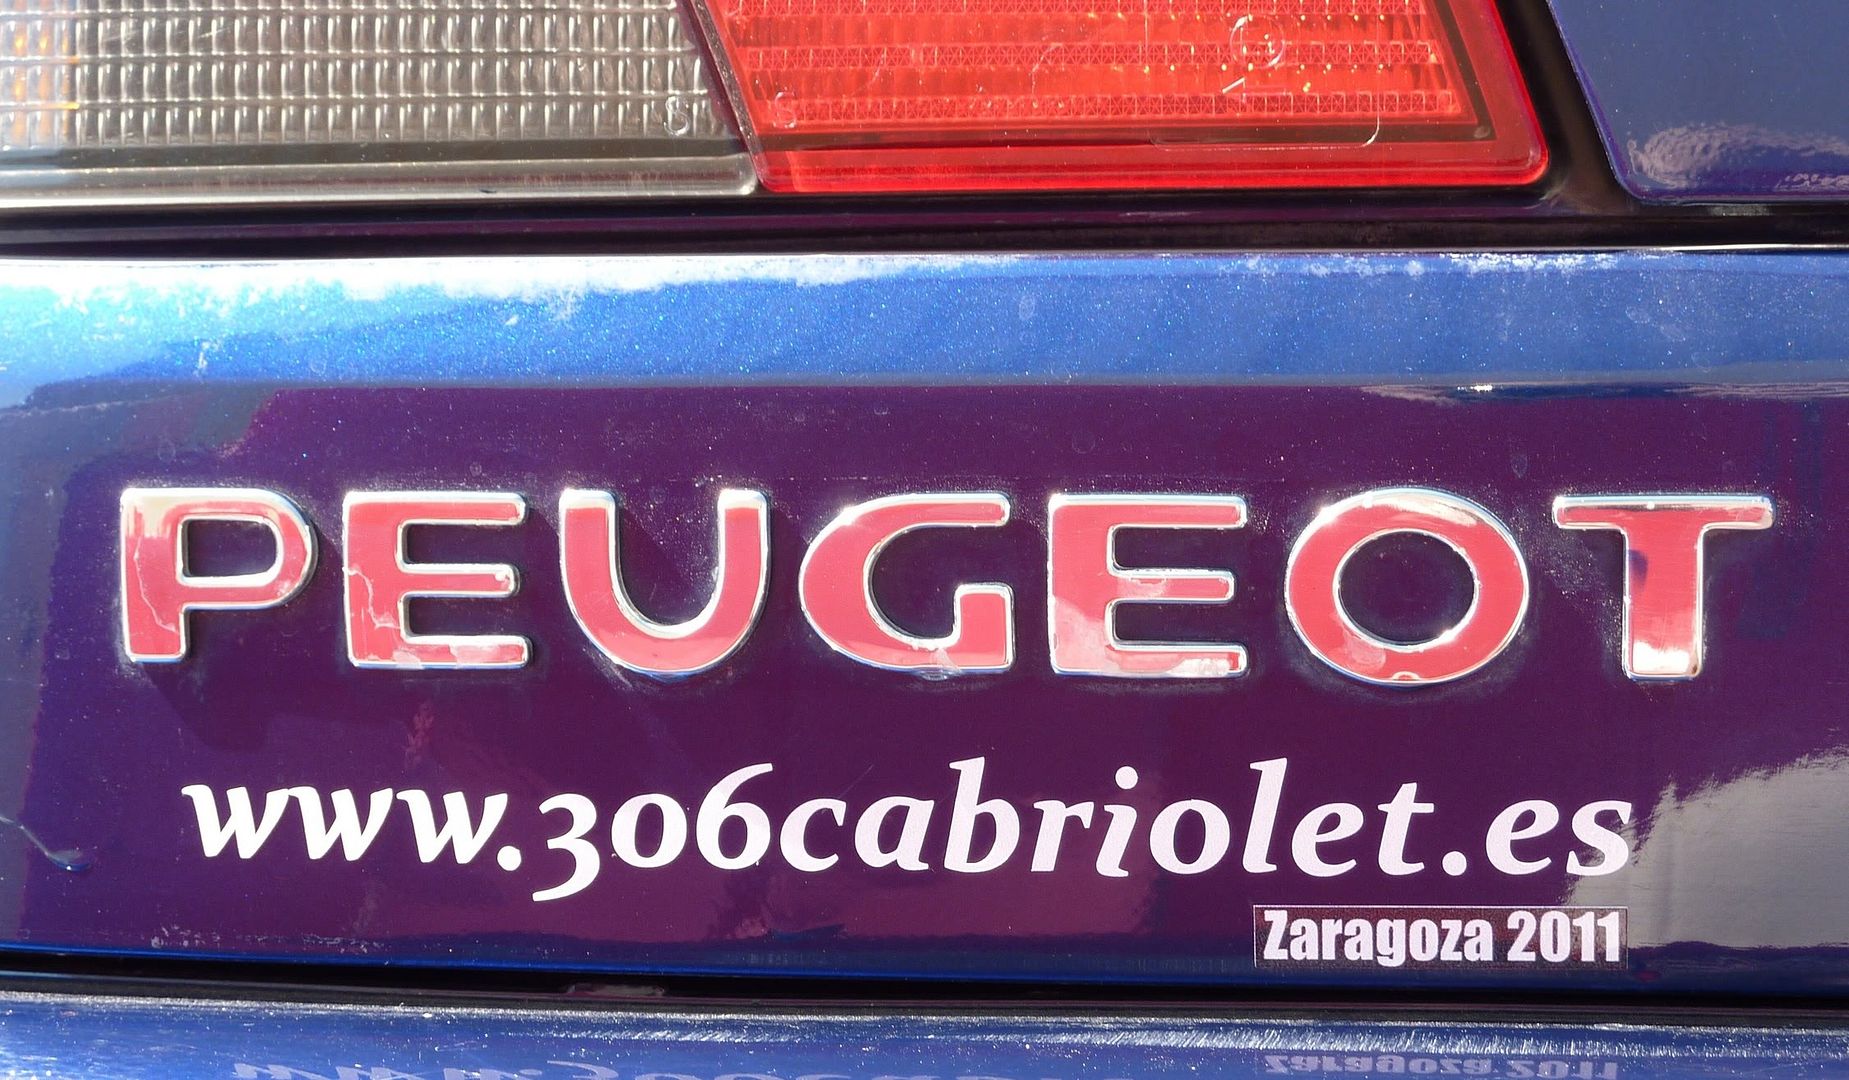 PEUGEOT
www.306cabriolet.es
Zaragoza 2011